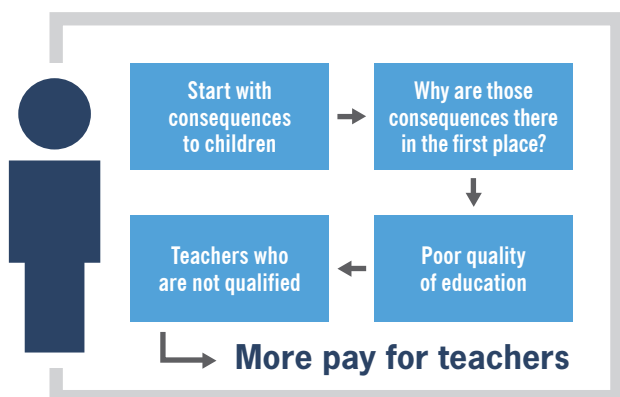 Start with
consequences
to children
Why are those
consequences there
in the first place?
Poor quality
of education
Teachers who
are not qualified
More pay for teachers